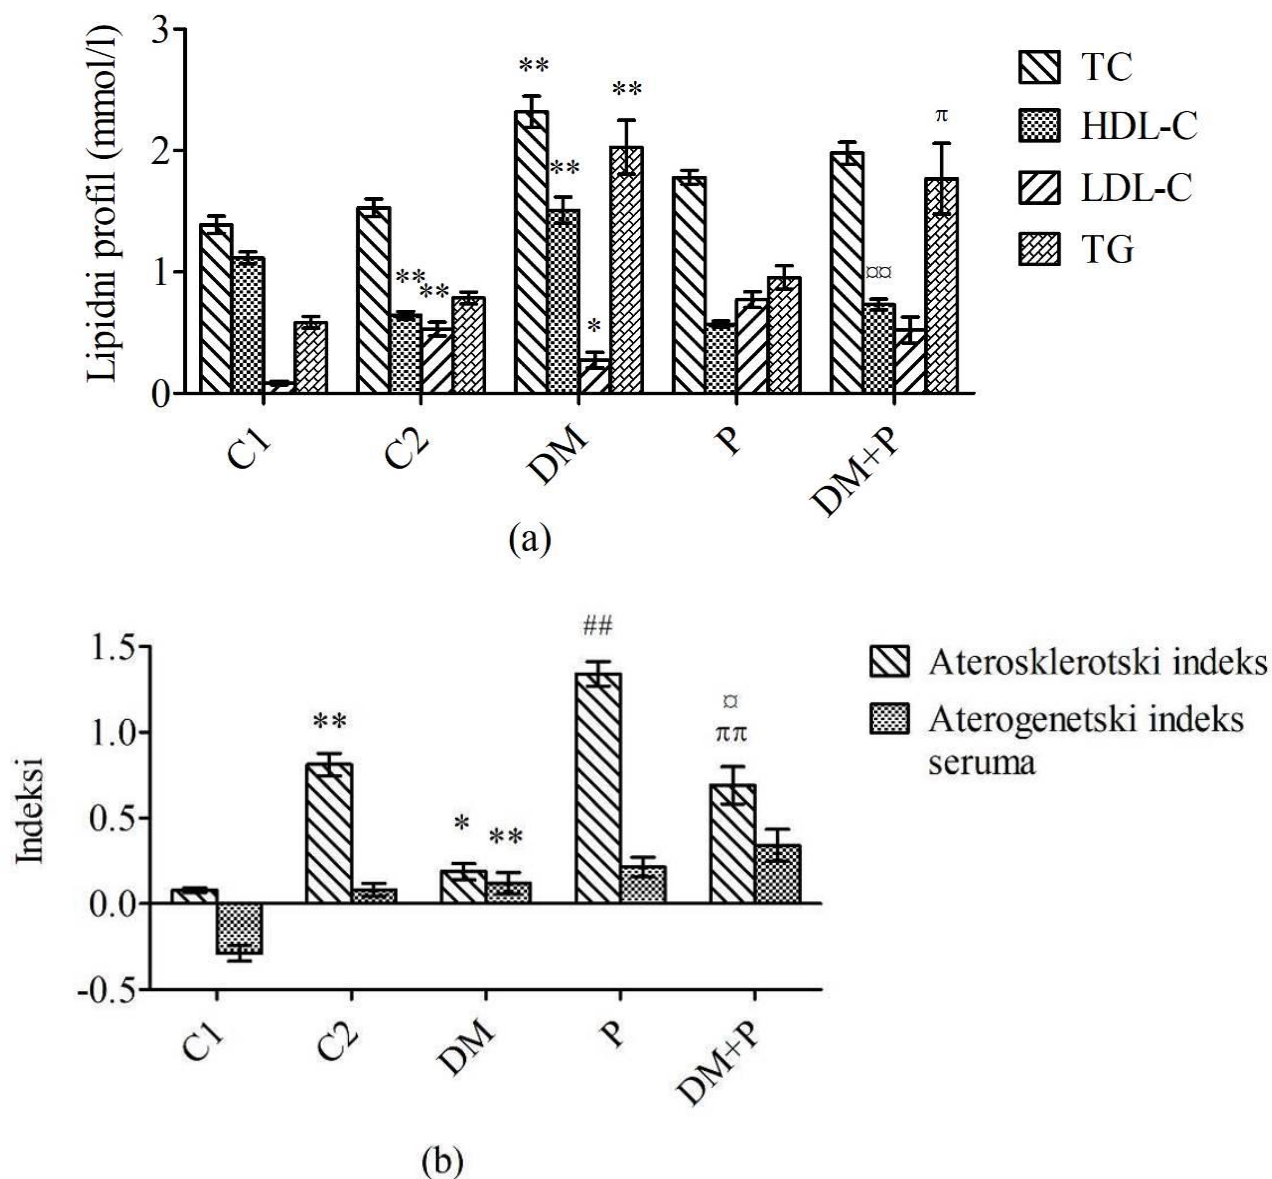 Lipidni profil (mmol/l)
3
2
1
0
**
**
**
**
**
*
¤¤
π
TC
HDL-C
LDL-C
TG
C1
C2
DM
P
DM+P
(a)
Indeksi
1.5
1.0
0.5
0.0
-0.5
**
*
**
##
¤
ππ
Aterosklerotski indeks
Aterogenetski indeks
seruma
C1
C2
DM
P
DM+P
(b)